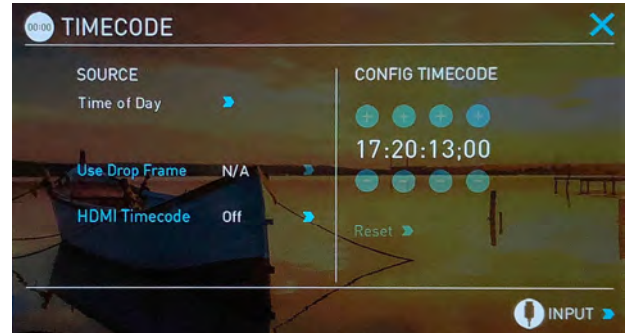 00:00 TIMECODE
SOURCE
Time of Day
Use Drop Frame N/A
HDMI Timecode Off
CONFIG TIMECODE
17:20:13;00
Reset
INPUT